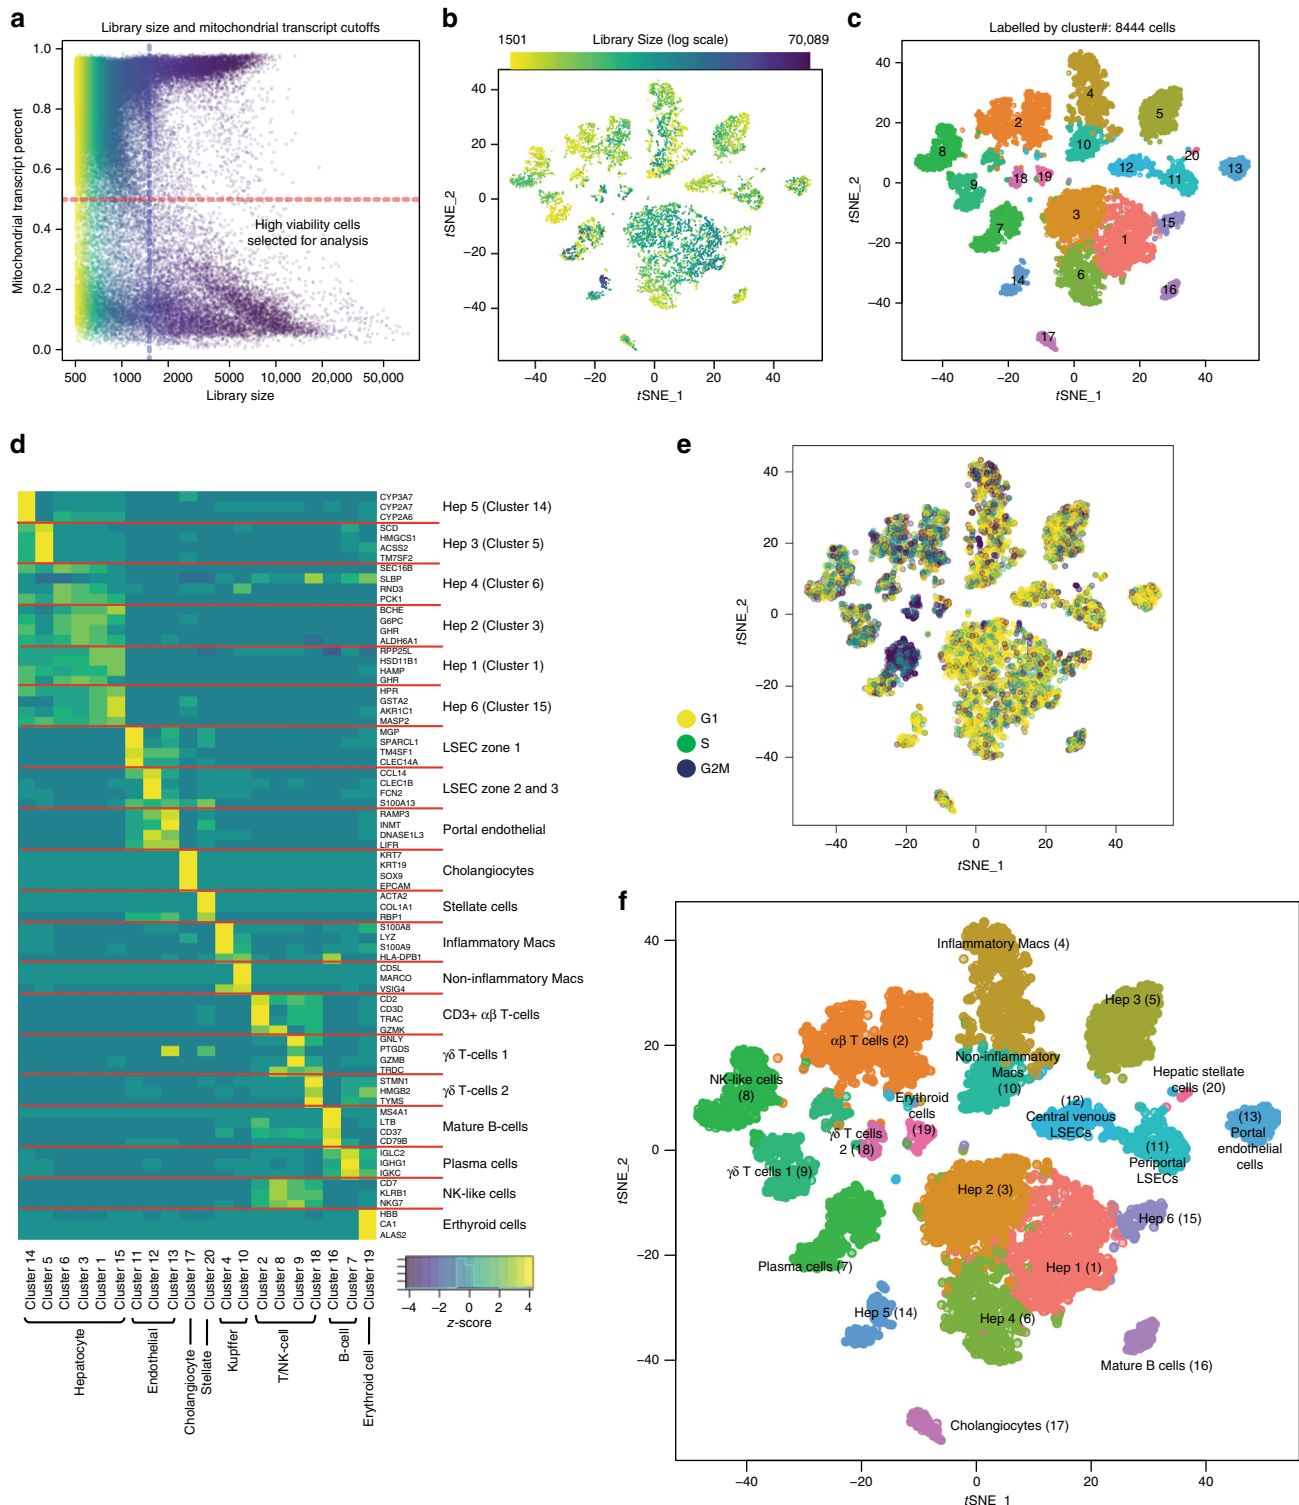 a
Library size and mitochondrial transcript cutoffs
Mitochondrial transcript percent
1.0
0.8
0.6
0.4
0.2
0.0
High viability cells
selected for analysis
500 1000 2000 5000 10,000 20,000 50,000
Library size
b
1501 Library Size (log scale) 70,089
tSNE_2
40
20
0
−20
−40
−40 −20 0 20 40
tSNE_1
c
Labelled by cluster#: 8444 cells
tSNE_2
40
20
0
−20
−40
4
5
2
10
8
20
12
13
11
18 19
9
3
15
7
1
6
14
16
17
−40 −20 0 20 40
tSNE_1
d
CYP3A7
CYP2A7
CYP2A6
Hep 5 (Cluster 14)
SCD
HMGCS1
ACSS2
TM7SF2
Hep 3 (Cluster 5)
SEC16B
SLBP
RND3
PCK1
Hep 4 (Cluster 6)
BCHE
G6PC
GHR
ALDH6A1
Hep 2 (Cluster 3)
RPP25L
HSD11B1
HAMP
GHR
Hep 1 (Cluster 1)
HPR
GSTA2
AKR1C1
MASP2
Hep 6 (Cluster 15)
MGP
SPARCL1
TM4SF1
CLEC14A
LSEC zone 1
CCL14
CLEC1B
FCN2
S100A13
LSEC zone 2 and 3
RAMP3
INMT
DNASE1L3
LIFR
Portal endothelial
KRT7
KRT19
SOX9
EPCAM
Cholangiocytes
ACTA2
COL1A1
RBP1
Stellate cells
S100A8
LYZ
S100A9
HLA-DPB1
Inflammatory Macs
CD5L
MARCO
VSIG4
Non-inflammatory Macs
CD2
CD3D
TRAC
GZMK
CD3+ αβ T-cells
GNLY
PTGDS
GZMB
TRDC
γδ T-cells 1
STMN1
HMGB2
TYMS
γδ T-cells 2
MS4A1
LTB
CD37
CD79B
Mature B-cells
IGLC2
IGHG1
IGKC
Plasma cells
CD7
KLRB1
NKG7
NK-like cells
HBB
CA1
ALAS2
Erthyroid cells
Cluster 14
Cluster 5
Cluster 6
Cluster 3
Cluster 1
Cluster 15
Cluster 11
Cluster 12
Cluster 13
Cluster 17
Cluster 20
Cluster 4
Cluster 10
Cluster 2
Cluster 8
Cluster 9
Cluster 18
Cluster 16
Cluster 7
Cluster 19
Hepatocyte
Endothelial
Cholangiocyte
Stellate
Kupffer
T/NK-cell
B-cell
Erythroid cell
−4 −2 0 2 4
z-score
e
tSNE_2
40
20
0
−20
−40
G1
S
G2M
−40 −20 0 20 40
tSNE_1
f
tSNE_2
40
20
0
−20
−40
Inflammatory Macs (4)
Hep 3 (5)
αβ T cells (2)
Non-inflammatory
Macs
(10)
NK-like cells
(8)
Hepatic stellate
cells (20)
Erythroid
cells
(19)
(12)
Central venous
LSECs
(13)
Portal
endothelial
cells
γδ T cells
2 (18)
(11)
Periportal
LSECs
γδ T cells 1 (9)
Hep 2 (3)
Hep 6 (15)
Plasma cells (7)
Hep 1 (1)
Hep 5 (14)
Hep 4 (6)
Mature B cells (16)
Cholangiocytes (17)
−40 −20 0 20 40
tSNE_1